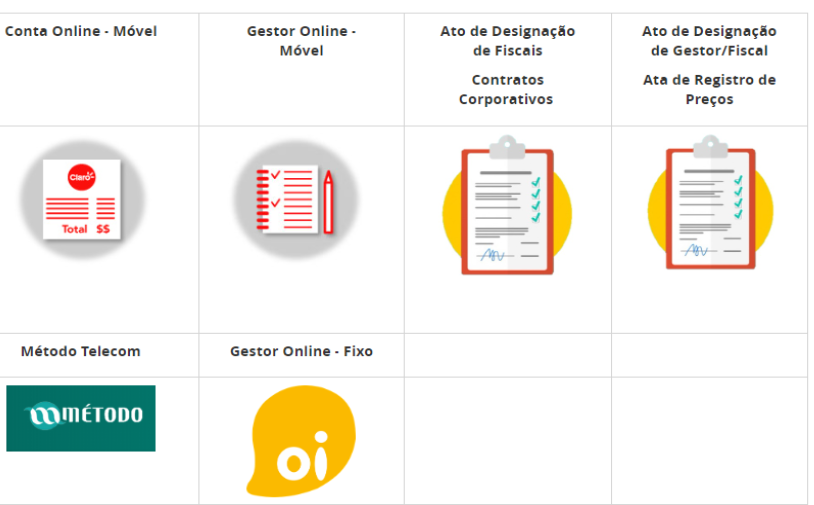 Conta Online - Móvel
Gestor Online -
Móvel
Ato de Designação
de Fiscais
Contratos
Corporativos
Ato de Designação
de Gestor/Fiscal
Ata de Registro de
Preços
Claro
Total $$
Método Telecom
Gestor Online - Fixo
MÉTODO
oi